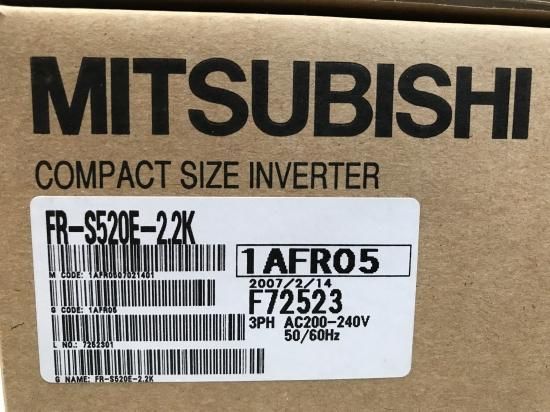 MITSUBISHI
COMPACT SIZE INVERTER
FR-S520E-2.2K
1AFR05
M CODE: 1AFR0507021401
2007/2/14
F72523
G CODE: 1AFR05
3PH AC200-240V
50/60Hz
L NO.: 7252301
G NAME: FR-S520E-2.2K